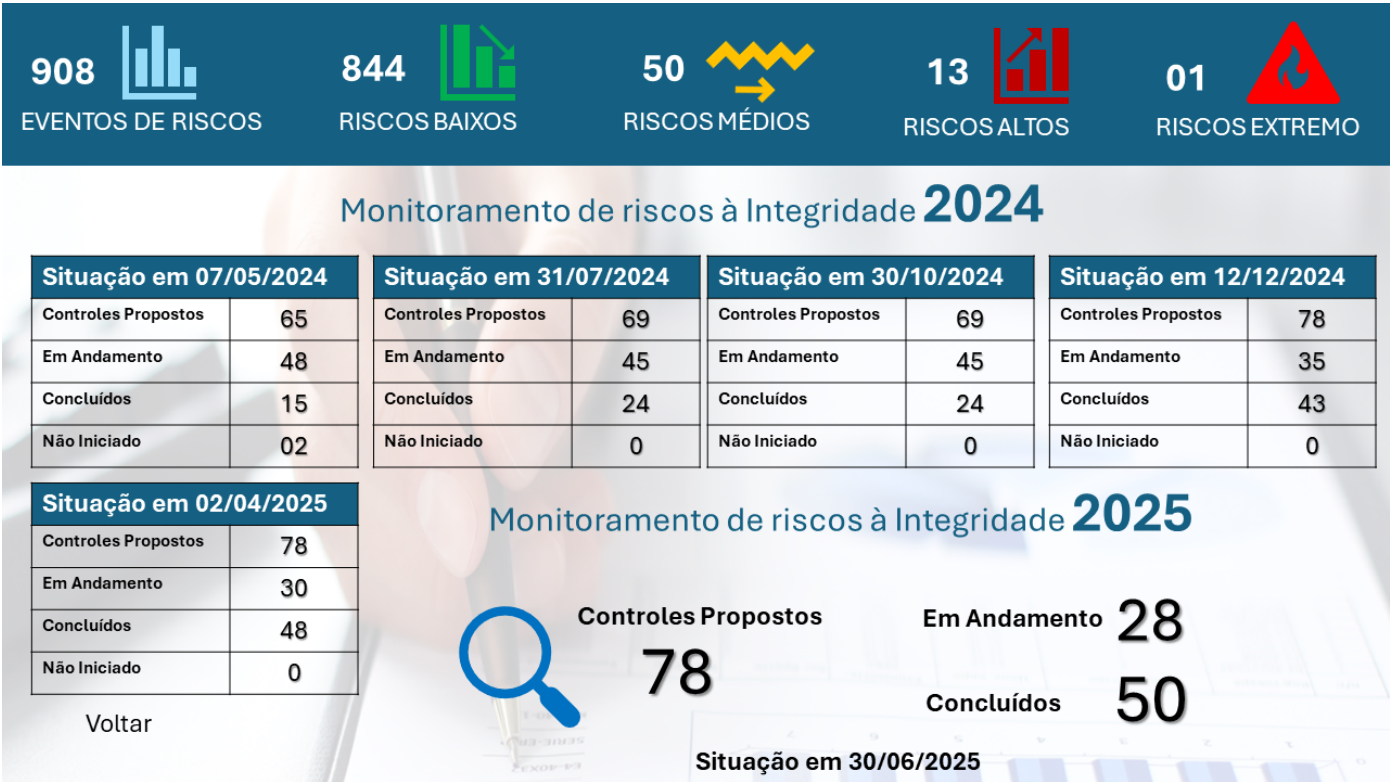 908
EVENTOS DE RISCOS
844
RISCOS BAIXOS
50
RISCOS MÉDIOS
13
RISCOS ALTOS
01
RISCOS EXTREMO
Monitoramento de riscos à Integridade 2024
Situação em 07/05/2024
Controles Propostos 65
Em Andamento 48
Concluídos 15
Não Iniciado 02
Situação em 31/07/2024
Controles Propostos 69
Em Andamento 45
Concluídos 24
Não Iniciado 0
Situação em 30/10/2024
Controles Propostos 69
Em Andamento 45
Concluídos 24
Não Iniciado 0
Situação em 12/12/2024
Controles Propostos 78
Em Andamento 35
Concluídos 43
Não Iniciado 0
Situação em 02/04/2025
Controles Propostos 78
Em Andamento 30
Concluídos 48
Não Iniciado 0
Voltar
Monitoramento de riscos à Integridade 2025
Controles Propostos
78
Em Andamento 28
Concluídos 50
Situação em 30/06/2025